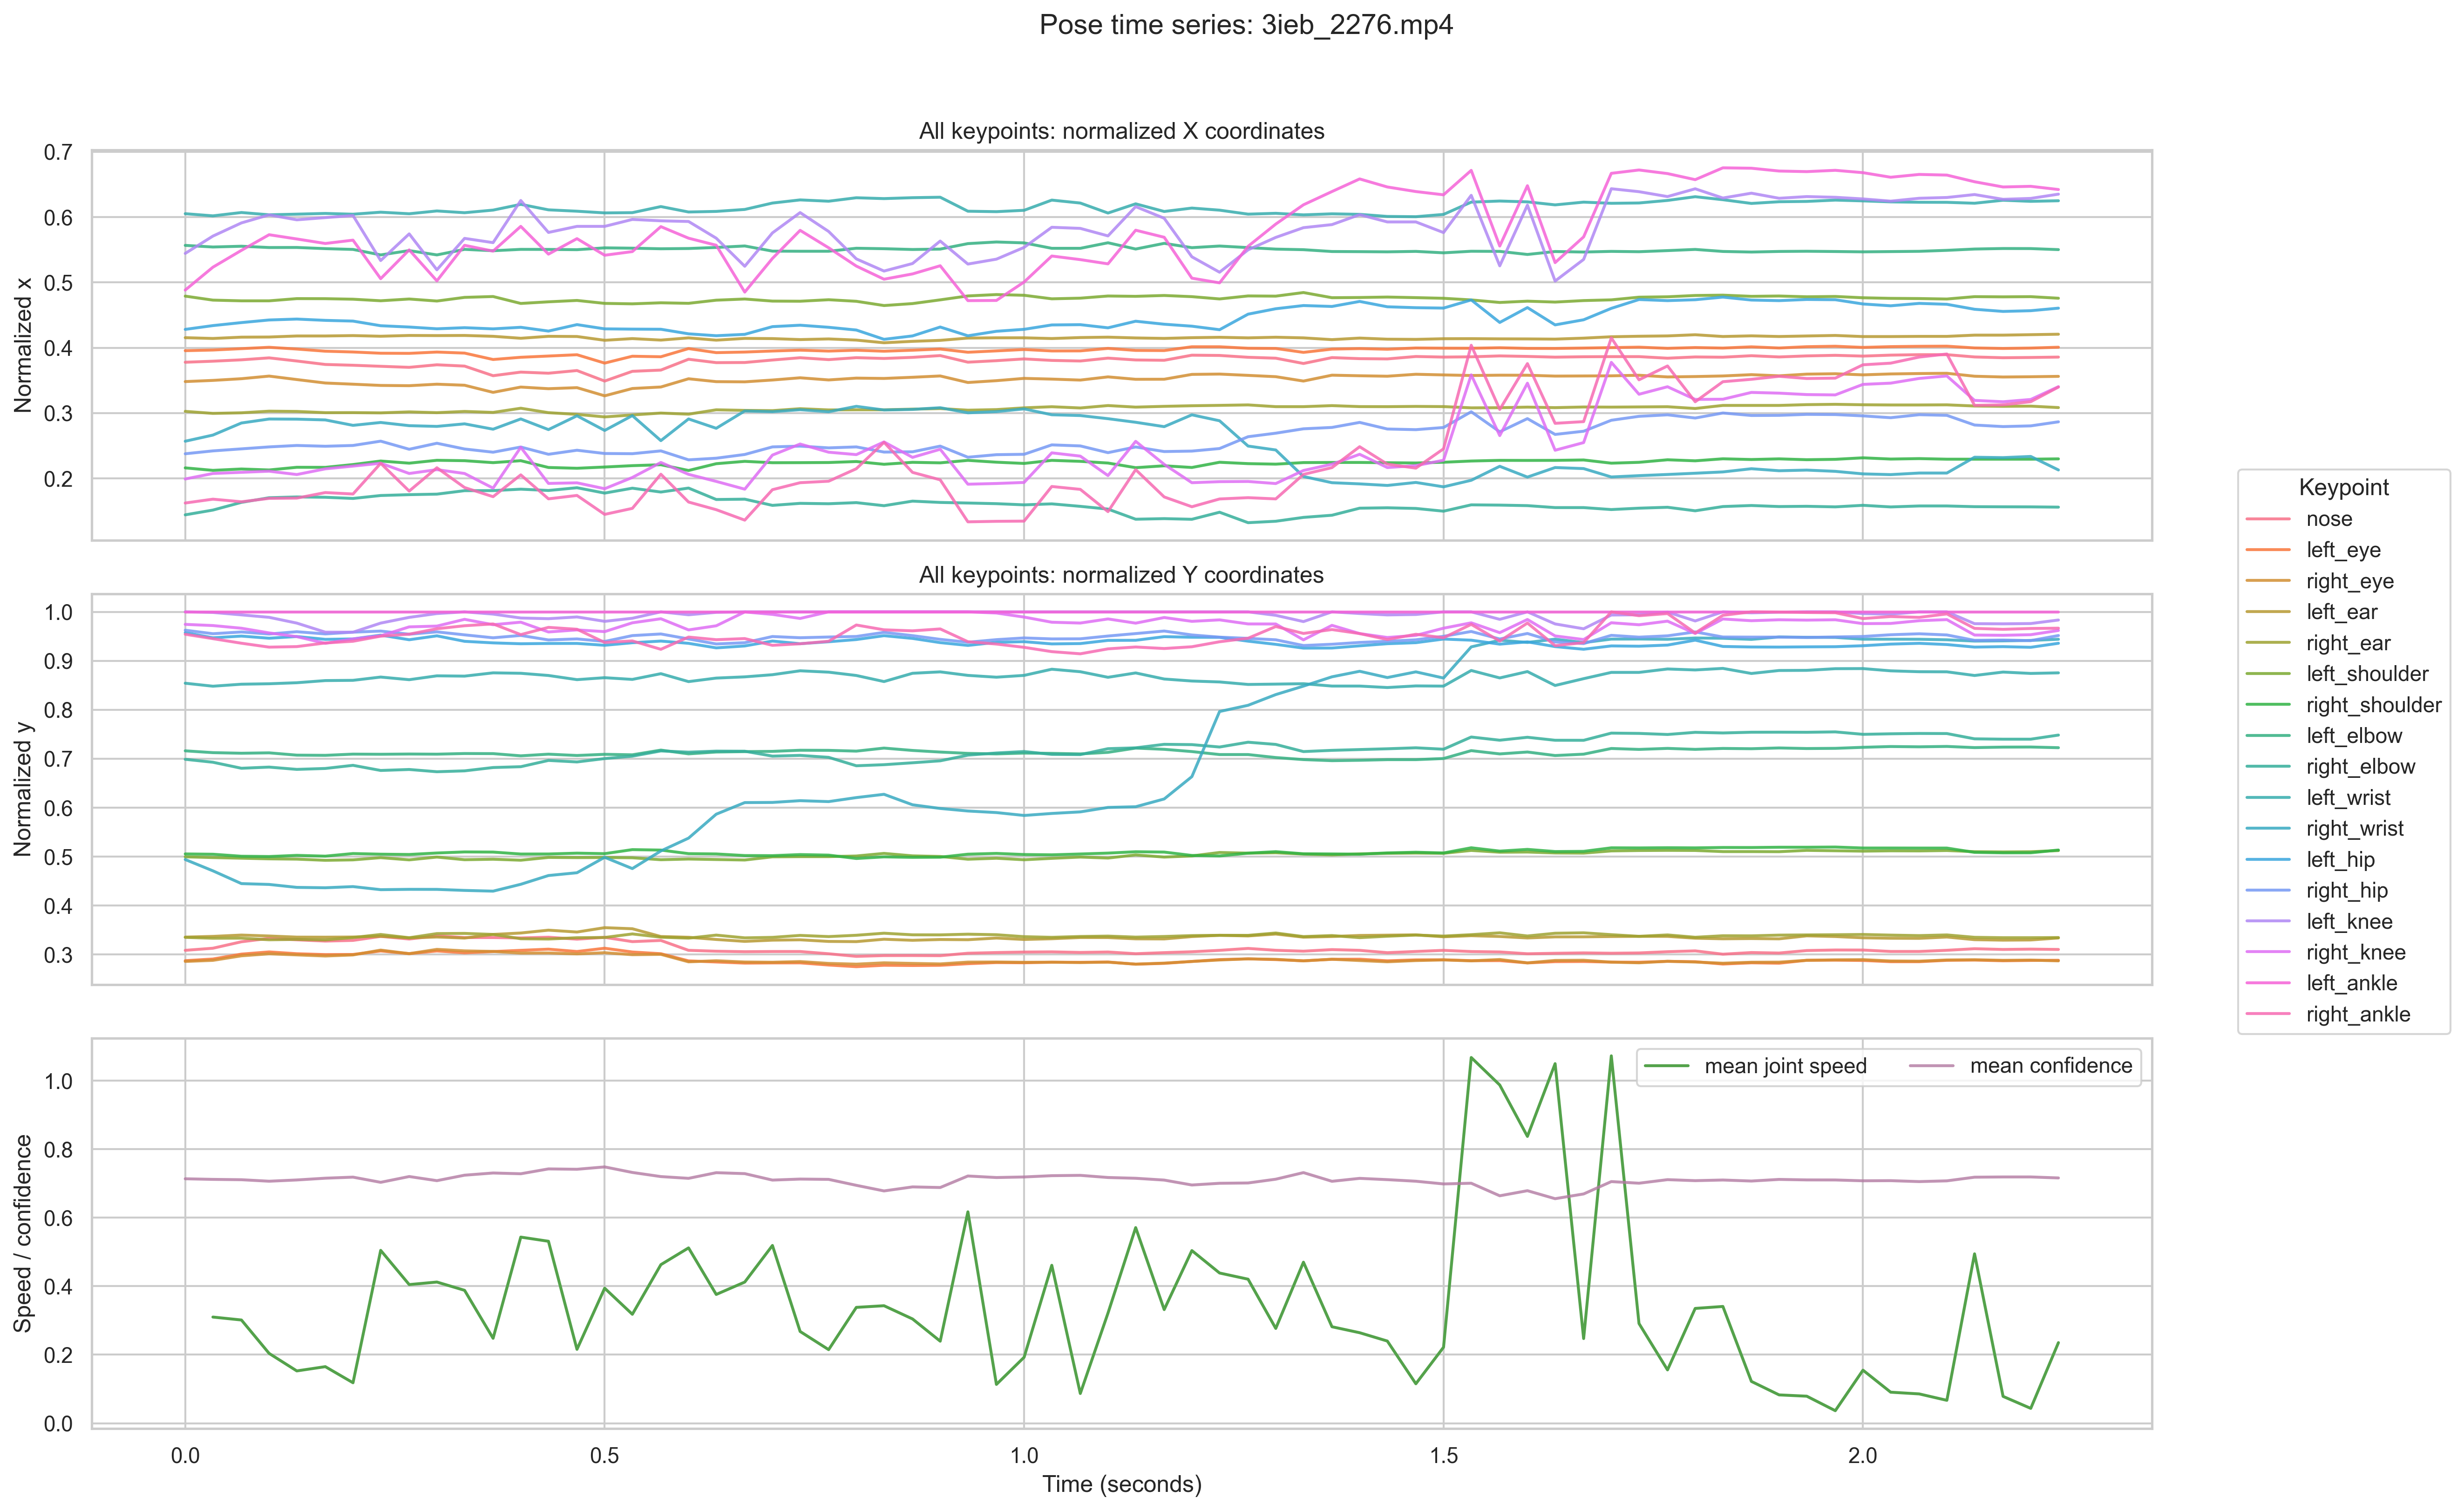 Pose time series: 3ieb_2276.mp4
All keypoints: normalized X coordinates
0.7
0.6
0.5
0.4
0.3
0.2
Normalized x
All keypoints: normalized Y coordinates
1.0
0.9
0.8
0.7
0.6
0.5
0.4
0.3
Normalized y
Keypoint
nose
left_eye
right_eye
left_ear
right_ear
left_shoulder
right_shoulder
left_elbow
right_elbow
left_wrist
right_wrist
left_hip
right_hip
left_knee
right_knee
left_ankle
right_ankle
mean joint speed mean confidence
1.0
0.8
0.6
0.4
0.2
0.0
Speed / confidence
0.0 0.5 1.0 1.5 2.0
Time (seconds)